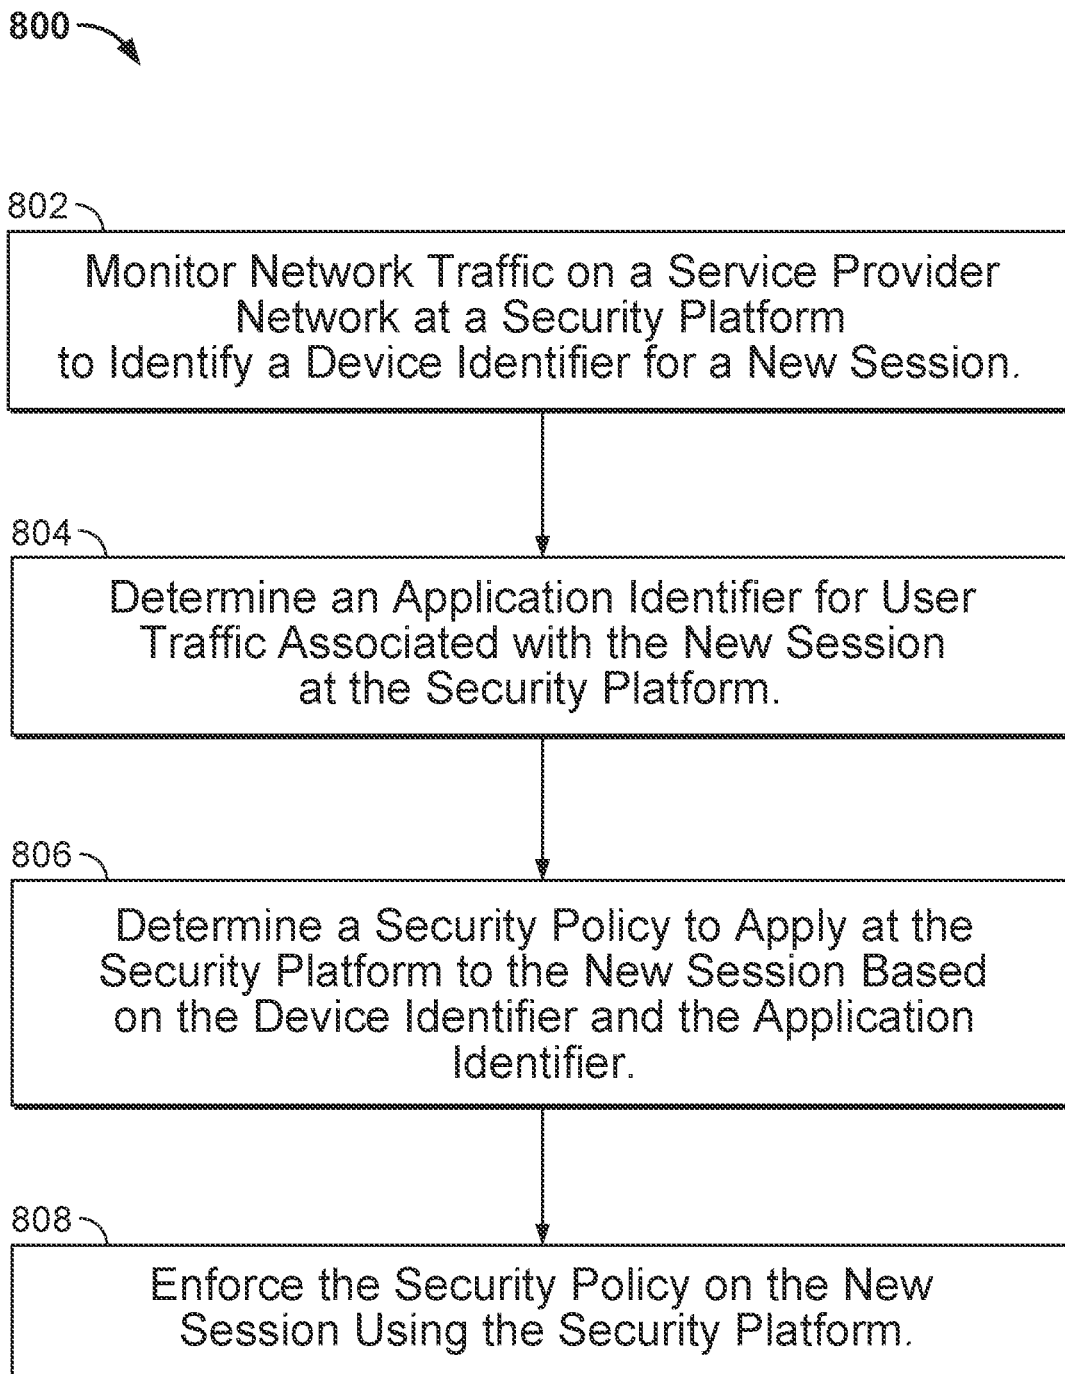 800
802
Monitor Network Traffic on a Service Provider
Network at a Security Platform
to Identify a Device Identifier for a New Session.
804
Determine an Application Identifier for User
Traffic Associated with the New Session
at the Security Platform.
806
Determine a Security Policy to Apply at the
Security Platform to the New Session Based
on the Device Identifier and the Application
Identifier.
808
Enforce the Security Policy on the New
Session Using the Security Platform.